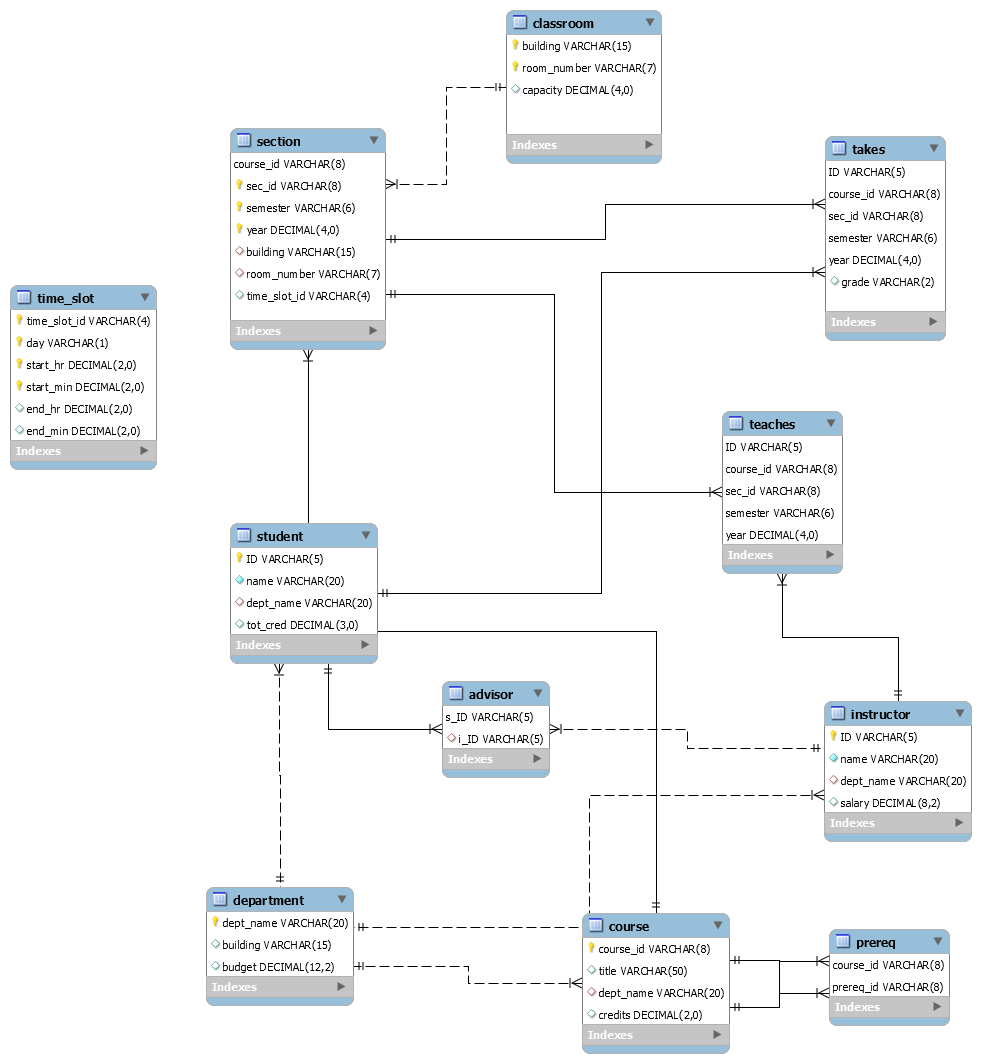 classroom
building VARCHAR(15)
room_number VARCHAR(7)
capacity DECIMAL(4,0)
Indexes
section
course_id VARCHAR(8)
sec_id VARCHAR(8)
semester VARCHAR(6)
year DECIMAL(4,0)
building VARCHAR(15)
room_number VARCHAR(7)
time_slot_id VARCHAR(4)
Indexes
takes
ID VARCHAR(5)
course_id VARCHAR(8)
sec_id VARCHAR(8)
semester VARCHAR(6)
year DECIMAL(4,0)
grade VARCHAR(2)
Indexes
time_slot
time_slot_id VARCHAR(4)
day VARCHAR(1)
start_hr DECIMAL(2,0)
start_min DECIMAL(2,0)
end_hr DECIMAL(2,0)
end_min DECIMAL(2,0)
Indexes
teaches
ID VARCHAR(5)
course_id VARCHAR(8)
sec_id VARCHAR(8)
semester VARCHAR(6)
year DECIMAL(4,0)
Indexes
student
ID VARCHAR(5)
name VARCHAR(20)
dept_name VARCHAR(20)
tot_cred DECIMAL(3,0)
Indexes
advisor
s_ID VARCHAR(5)
i_ID VARCHAR(5)
Indexes
instructor
ID VARCHAR(5)
name VARCHAR(20)
dept_name VARCHAR(20)
salary DECIMAL(8,2)
Indexes
department
dept_name VARCHAR(20)
building VARCHAR(15)
budget DECIMAL(12,2)
Indexes
course
course_id VARCHAR(8)
title VARCHAR(50)
dept_name VARCHAR(20)
credits DECIMAL(2,0)
Indexes
prereq
course_id VARCHAR(8)
prereq_id VARCHAR(8)
Indexes